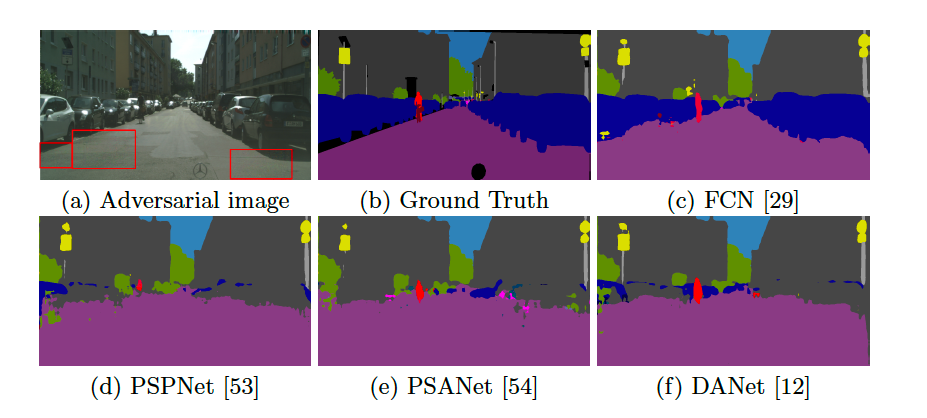 (a) Adversarial image
(b) Ground Truth
(c) FCN [29]
(d) PSPNet [53]
(e) PSANet [54]
(f) DANet [12]